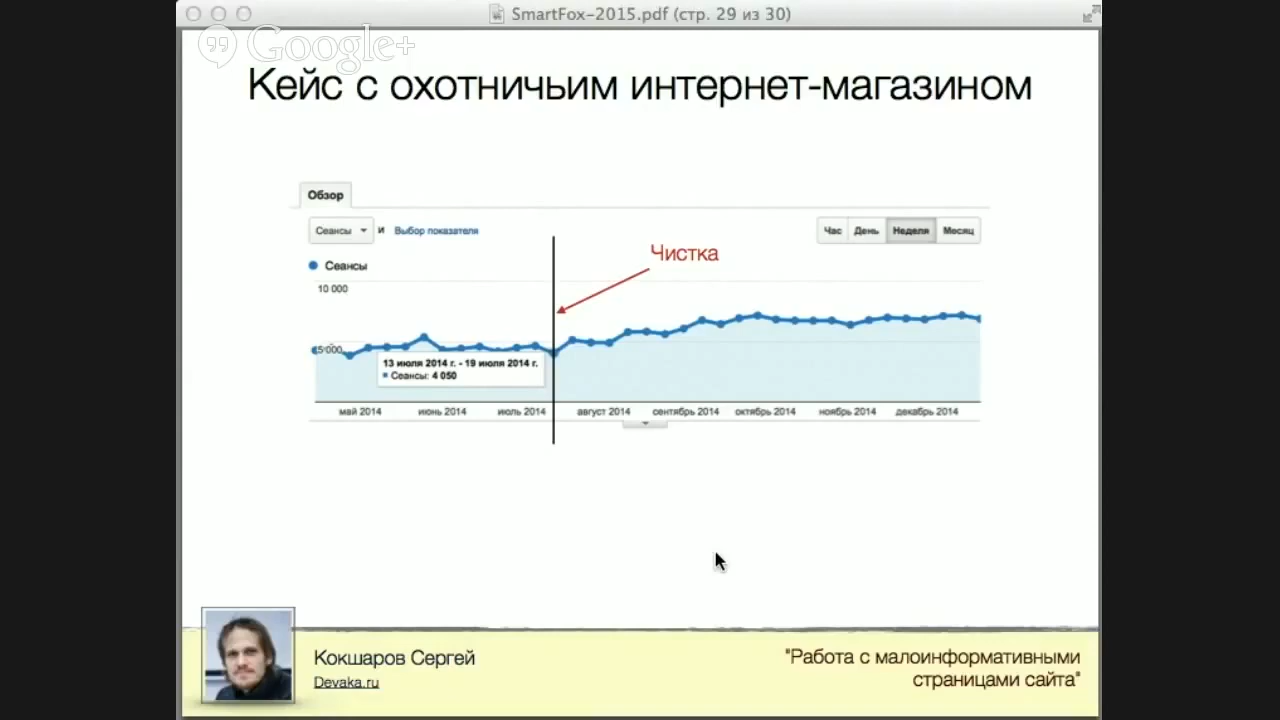 SmartFox-2015.pdf (стр. 29 из 30)
Google+
Кейс с охотничьим интернет-магазином
Обзор
Сеансы и Выбор показателя
Час День Неделя Месяц
Чистка
Сеансы
10 000
5 000
13 июля 2014 г. - 19 июля 2014 г.
Сеансы: 4 050
май 2014 июнь 2014 июль 2014 август 2014 сентябрь 2014 октябрь 2014 ноябрь 2014 декабрь 2014
Кокшаров Сергей
Devaka.ru
"Работа с малоинформативными
страницами сайта"